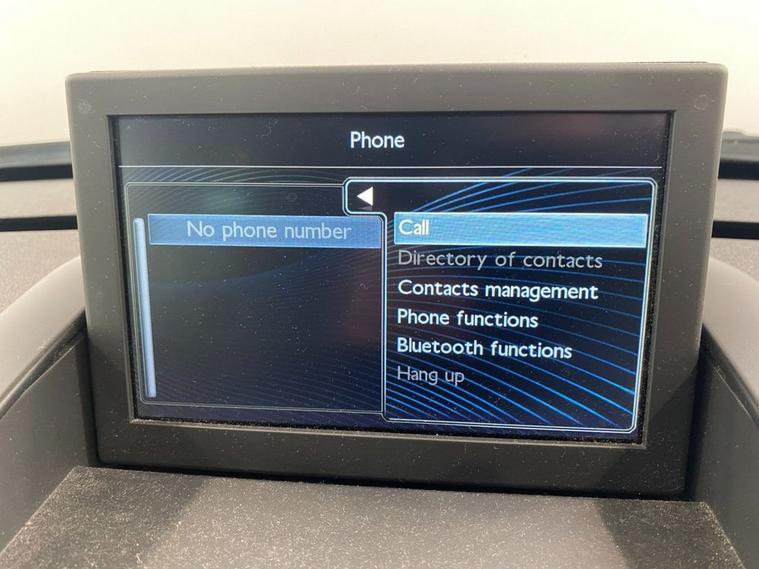 Phone
No phone number
Call
Directory of contacts
Contacts management
Phone functions
Bluetooth functions
Hang up